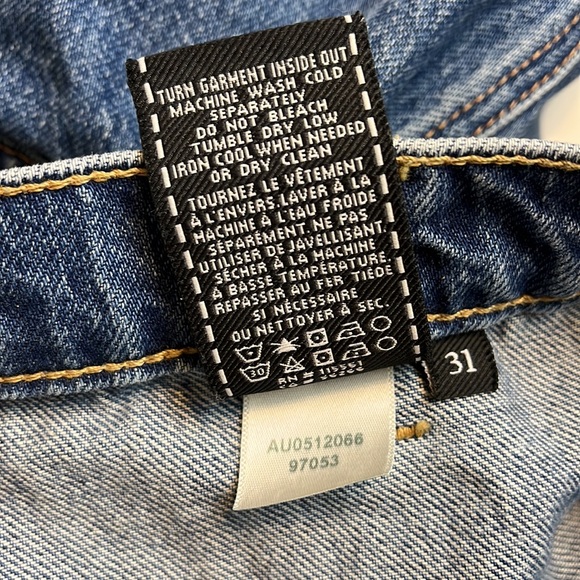 TURN GARMENT INSIDE OUT
MACHINE WASH COLD
SEPARATELY
DO NOT BLEACH
TUMBLE DRY LOW
IRON COOL WHEN NEEDED
OR DRY CLEAN
TOURNEZ LE VÊTEMENT
À L'ENVERS.LAVER À LA
MACHINE À L'EAU FROIDE
SÉPARÉMENT.NE PAS
UTILISER DE JAVELLISANT.
SÉCHER À LA MACHINE
À BASSE TEMPÉRATURE.
REPASSER AU FER TIÈDE
SI NÉCESSAIRE
OU NETTOYER À SEC.
30
RN
31
AU0512066
97053